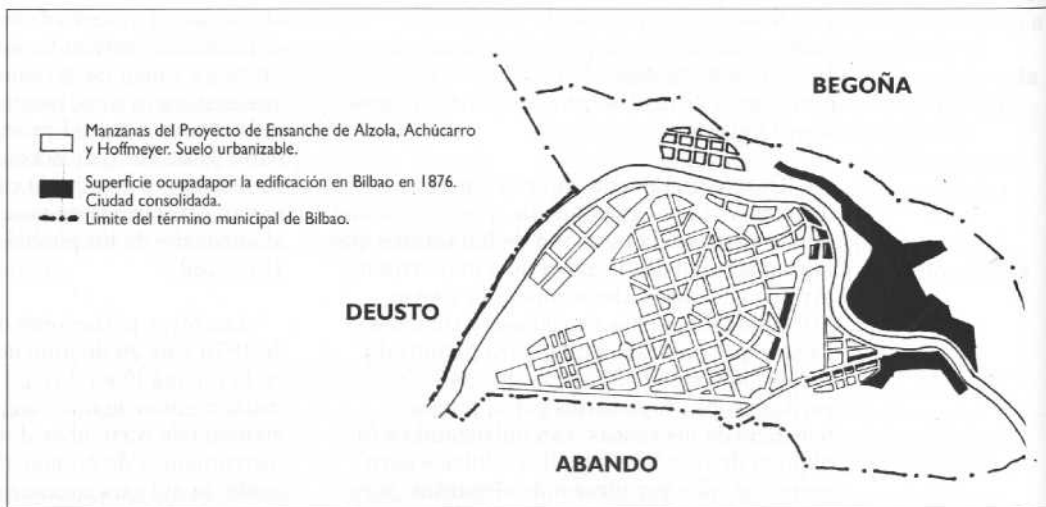 BEGOÑA
Manzanas del Proyecto de Ensanche de Alzola, Achúcarro
y Hoffmeyer. Suelo urbanizable.
Superficie ocupadapor la edificación en Bilbao en 1876.
Ciudad consolidada.
Límite del término municipal de Bilbao.
DEUSTO
ABANDO